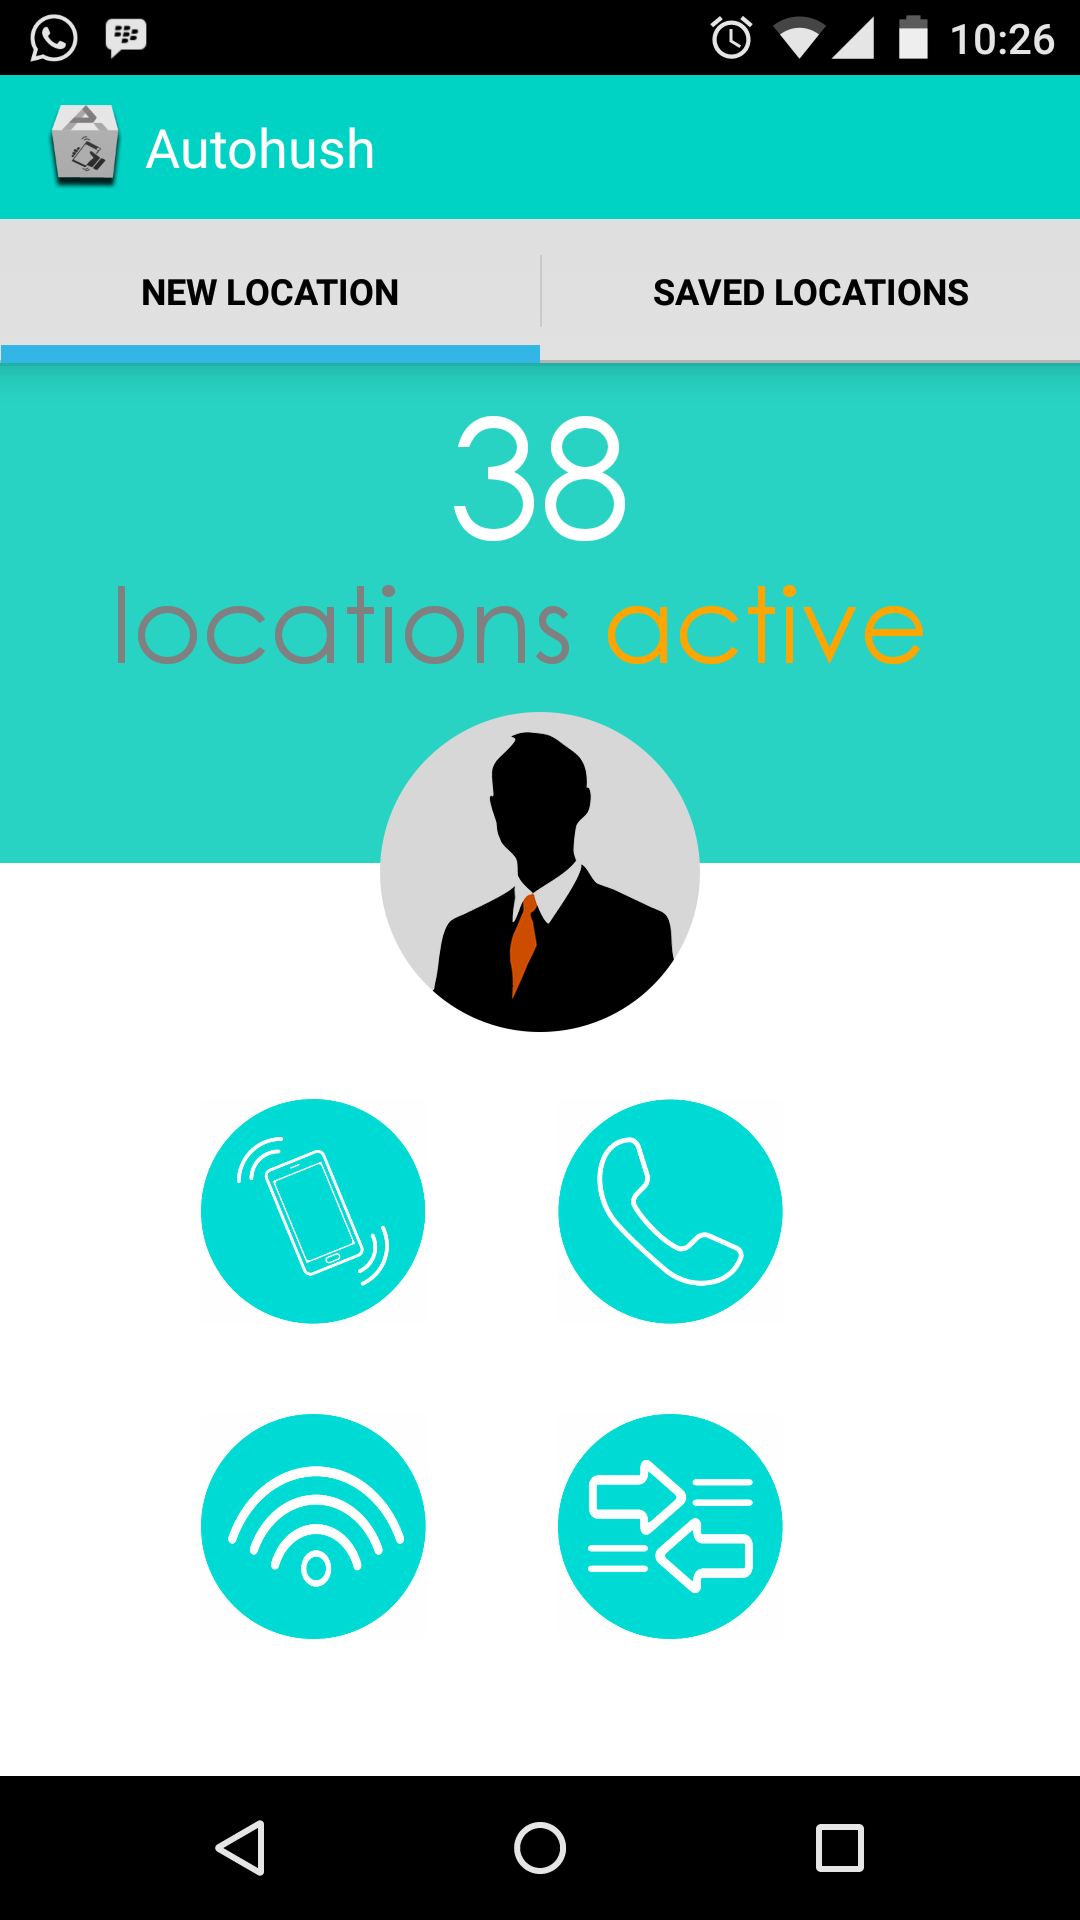 10:26
Autohush
NEW LOCATION
SAVED LOCATIONS
38
locations active